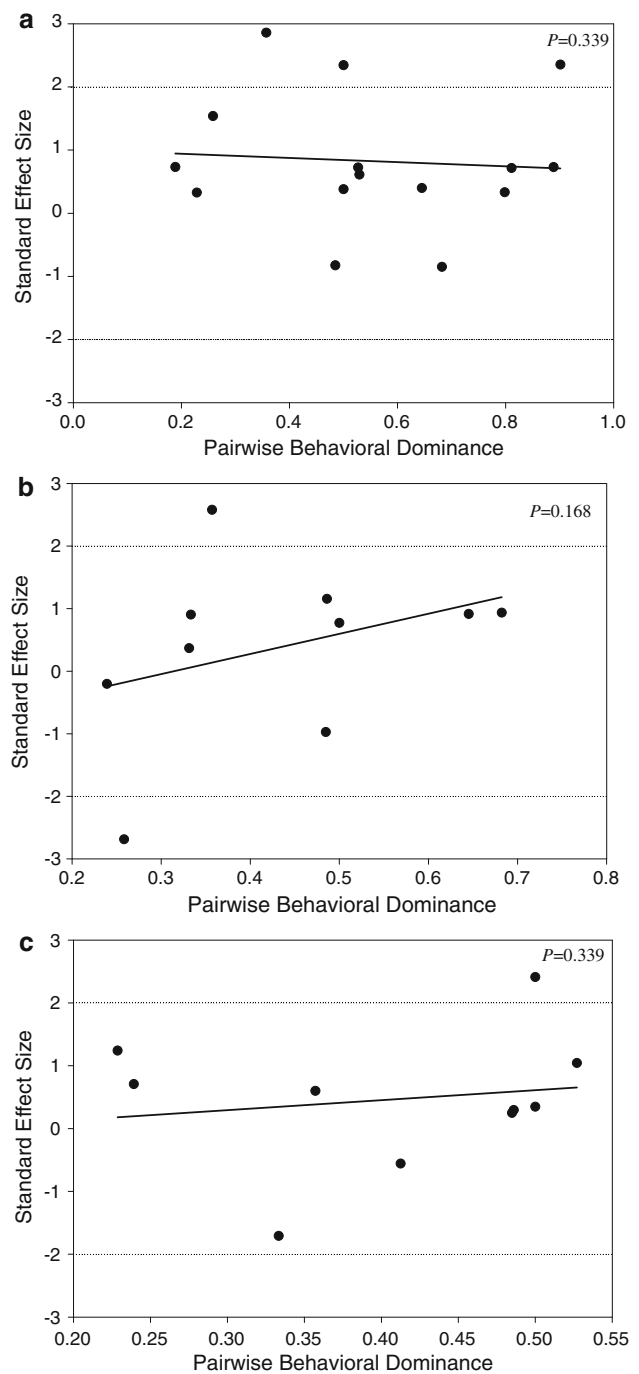 a
P=0.339
3
2
1
0
-1
-2
-3
Standard Effect Size
0.0 0.2 0.4 0.6 0.8 1.0
Pairwise Behavioral Dominance
b
P=0.168
3
2
1
0
-1
-2
-3
Standard Effect Size
0.2 0.3 0.4 0.5 0.6 0.7 0.8
Pairwise Behavioral Dominance
c
P=0.339
3
2
1
0
-1
-2
-3
Standard Effect Size
0.20 0.25 0.30 0.35 0.40 0.45 0.50 0.55
Pairwise Behavioral Dominance